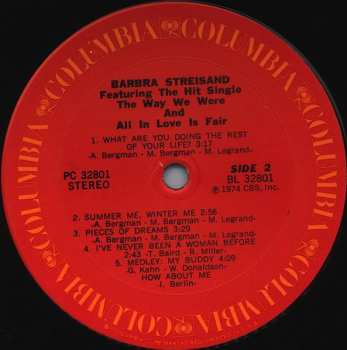 COLUMBIA COLUMBIA COLUMBIA COLUMBIA COLUMBIA COLUMBIA
BARBRA STREISAND
Featuring The Hit Single
The Way We Were
And
All In Love Is Fair
1. WHAT ARE YOU DOING THE REST
OF YOUR LIFE? 3:17
-A. Bergman - M. Bergman - M. Legrand-
PC 32801
STEREO
SIDE 2
BL 32801
℗ 1974 CBS, Inc.
2. SUMMER ME, WINTER ME 2:56
-A. Bergman - M. Bergman - M. Legrand-
3. PIECES OF DREAMS 3:29
-A. Bergman - M. Bergman - M. Legrand-
4. I'VE NEVER BEEN A WOMAN BEFORE
2:43 -T. Baird - R. Miller-
5. MEDLEY: MY BUDDY 4:09
-G. Kahn - W. Donaldson-
HOW ABOUT ME
-I. Berlin-